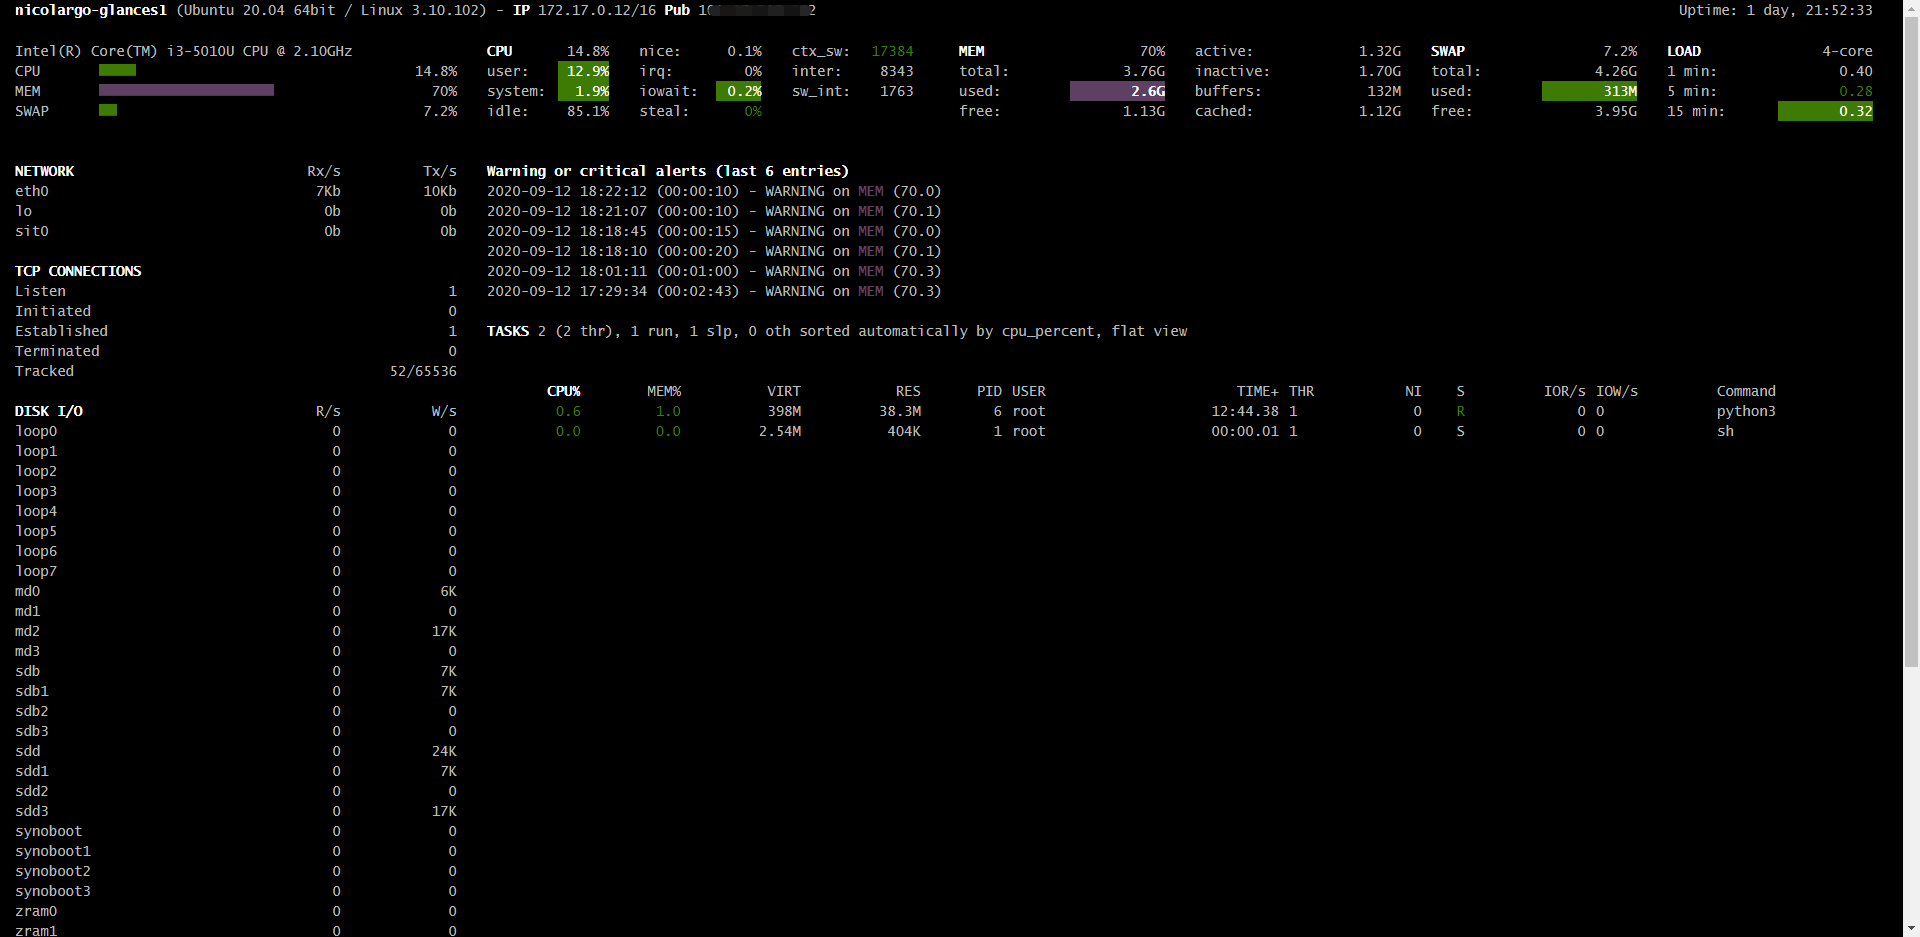 nicolargo-glances1 (Ubuntu 20.04 64bit / Linux 3.10.102) - IP 172.17.0.12/16 Pub Uptime: 1 day, 21:52:33
Intel(R) Core(TM) i3-5010U CPU @ 2.10GHz CPU 14.8% nice: 0.1% ctx_sw: 17384 MEM 70% active: 1.32G SWAP 7.2% LOAD 4-core
CPU 14.8% user: 12.9% irq: 0% inter: 8343 total: 3.76G inactive: 1.70G total: 4.26G 1 min: 0.40
MEM 70% system: 1.9% iowait: 0.2% sw_int: 1763 used: 2.6G buffers: 132M used: 313M 5 min: 0.28
SWAP 7.2% idle: 85.1% steal: 0% free: 1.13G cached: 1.12G free: 3.95G 15 min: 0.32
NETWORK Rx/s Tx/s
eth0 7Kb 10Kb
lo 0b 0b
sit0 0b 0b
TCP CONNECTIONS
Listen 1
Initiated 0
Established 1
Terminated 0
Tracked 52/65536
DISK I/O R/s W/s
loop0 0 0
loop1 0 0
loop2 0 0
loop3 0 0
loop4 0 0
loop5 0 0
loop6 0 0
loop7 0 0
md0 0 6K
md1 0 0
md2 0 17K
md3 0 0
sdb 0 7K
sdb1 0 7K
sdb2 0 0
sdb3 0 0
sdd 0 24K
sdd1 0 7K
sdd2 0 0
sdd3 0 17K
synoboot 0 0
synoboot1 0 0
synoboot2 0 0
synoboot3 0 0
zram0 0 0
zram1 0 0
Warning or critical alerts (last 6 entries)
2020-09-12 18:22:12 (00:00:10) - WARNING on MEM (70.0)
2020-09-12 18:21:07 (00:00:10) - WARNING on MEM (70.1)
2020-09-12 18:18:45 (00:00:15) - WARNING on MEM (70.0)
2020-09-12 18:18:10 (00:00:20) - WARNING on MEM (70.1)
2020-09-12 18:01:11 (00:01:00) - WARNING on MEM (70.3)
2020-09-12 17:29:34 (00:02:43) - WARNING on MEM (70.3)
TASKS 2 (2 thr), 1 run, 1 slp, 0 oth sorted automatically by cpu_percent, flat view
CPU% MEM% VIRT RES PID USER TIME+ THR NI S IOR/s IOW/s Command
0.6 1.0 398M 38.3M 6 root 12:44.38 1 0 R 0 0 python3
0.0 0.0 2.54M 404K 1 root 00:00.01 1 0 S 0 0 sh